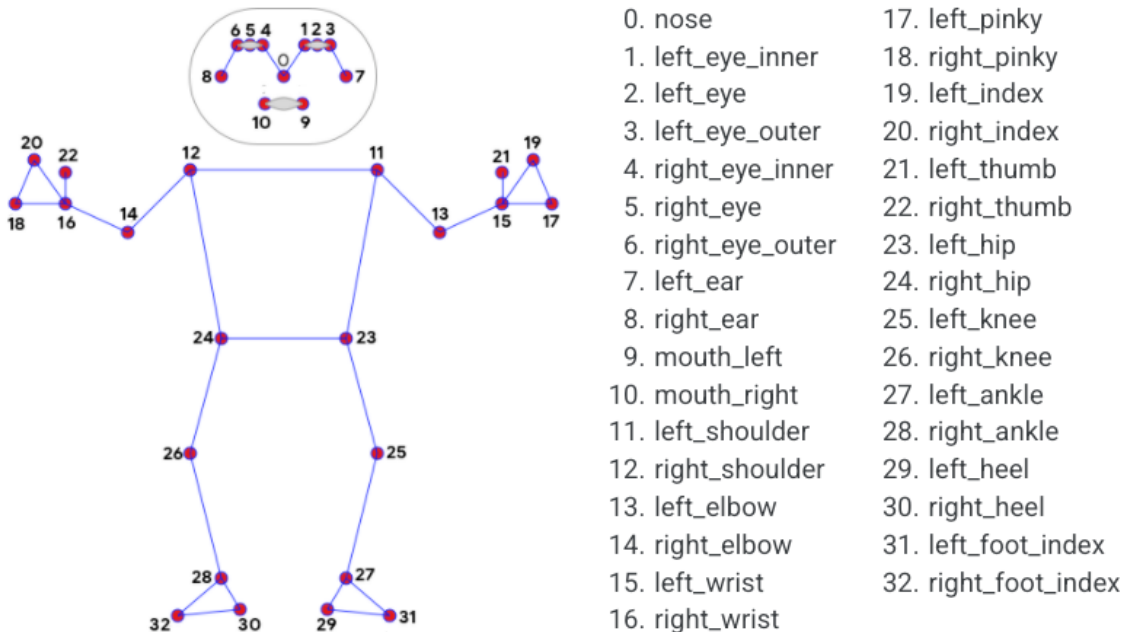 6 5 4 1 2 3
0
8 7
10 9
20 22 12 11 21 19
18 16 14 13 15 17
24 23
26 25
28 27
32 30 29 31
0. nose
1. left_eye_inner
2. left_eye
3. left_eye_outer
4. right_eye_inner
5. right_eye
6. right_eye_outer
7. left_ear
8. right_ear
9. mouth_left
10. mouth_right
11. left_shoulder
12. right_shoulder
13. left_elbow
14. right_elbow
15. left_wrist
16. right_wrist
17. left_pinky
18. right_pinky
19. left_index
20. right_index
21. left_thumb
22. right_thumb
23. left_hip
24. right_hip
25. left_knee
26. right_knee
27. left_ankle
28. right_ankle
29. left_heel
30. right_heel
31. left_foot_index
32. right_foot_index